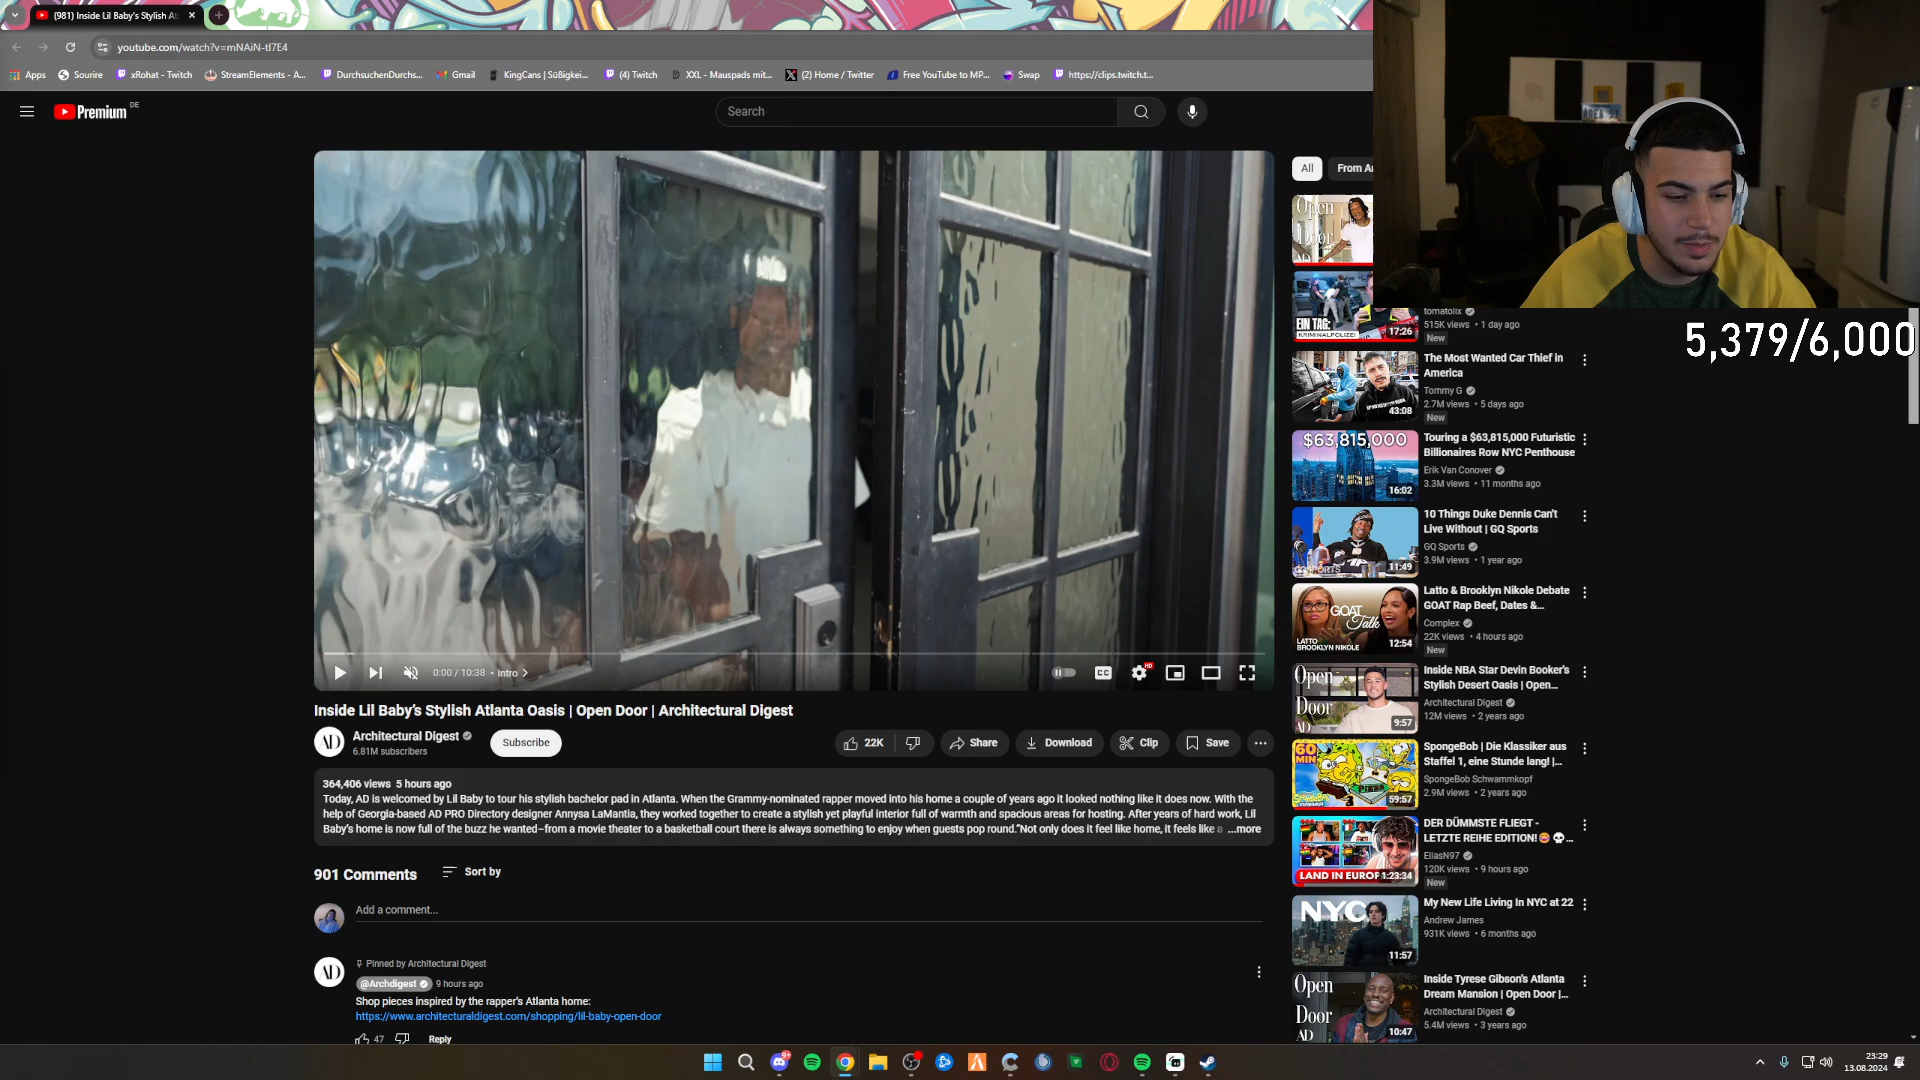 (981) Inside Lil Baby's Stylish At
youtube.com/watch?v=mNAiN-tJ7E4
Apps
Sourire
xRohat - Twitch
StreamElements - A...
DurchsuchenDurchs...
Gmail
KingCans | Süßigkei...
(4) Twitch
XXL - Mauspads mit...
(2) Home / Twitter
Free YouTube to MP...
Swap
https://clips.twitch.t...
Premium DE
Search
0:00 / 10:38 • Intro
CC
HD
Inside Lil Baby's Stylish Atlanta Oasis | Open Door | Architectural Digest
AD
Architectural Digest
6.81M subscribers
Subscribe
22K
Share
Download
Clip
Save
364,406 views 5 hours ago
Today, AD is welcomed by Lil Baby to tour his stylish bachelor pad in Atlanta. When the Grammy-nominated rapper moved into his home a couple of years ago it looked nothing like it does now. With the
help of Georgia-based AD PRO Directory designer Annysa LaMantia, they worked together to create a stylish yet playful interior full of warmth and spacious areas for hosting. After years of hard work, Lil
Baby's home is now full of the buzz he wanted–from a movie theater to a basketball court there is always something to enjoy when guests pop round."Not only does it feel like home, it feels like a ...more
901 Comments
Sort by
Add a comment...
AD
Pinned by Architectural Digest
@Archdigest 9 hours ago
Shop pieces inspired by the rapper's Atlanta home:
https://www.architecturaldigest.com/shopping/lil-baby-open-door
47
Reply
All
From Ar
Open
Door
AD
EIN TAG:
KRIMINALPOLIZEI
17:26
tomatolix
515K views • 1 day ago
New
43:08
The Most Wanted Car Thief in
America
Tommy G
2.7M views • 5 days ago
New
$63,815,000
16:02
Touring a $63,815,000 Futuristic
Billionaires Row NYC Penthouse
Erik Van Conover
3.3M views • 11 months ago
GQSPORTS
11:49
10 Things Duke Dennis Can't
Live Without | GQ Sports
GQ Sports
3.9M views • 1 year ago
GOAT
Talk
LATTO
BROOKLYN NIKOLE
12:54
Latto & Brooklyn Nikole Debate
GOAT Rap Beef, Dates &...
Complex
22K views • 4 hours ago
New
Open
Door
AD
9:57
Inside NBA Star Devin Booker's
Stylish Desert Oasis | Open...
Architectural Digest
12M views • 2 years ago
60
MIN
59:57
SpongeBob | Die Klassiker aus
Staffel 1, eine Stunde lang! |...
SpongeBob Schwammkopf
2.9M views • 2 years ago
LAND IN EUROP
1:23:34
DER DÜMMSTE FLIEGT -
LETZTE REIHE EDITION!😂💀...
EliasN97
120K views • 9 hours ago
New
NYC
11:57
My New Life Living In NYC at 22
Andrew James
931K views • 6 months ago
Open
Door
AD
10:47
Inside Tyrese Gibson's Atlanta
Dream Mansion | Open Door |...
Architectural Digest
5.4M views • 3 years ago
AREA 51
5,379/6,000
23:29
13.08.2024